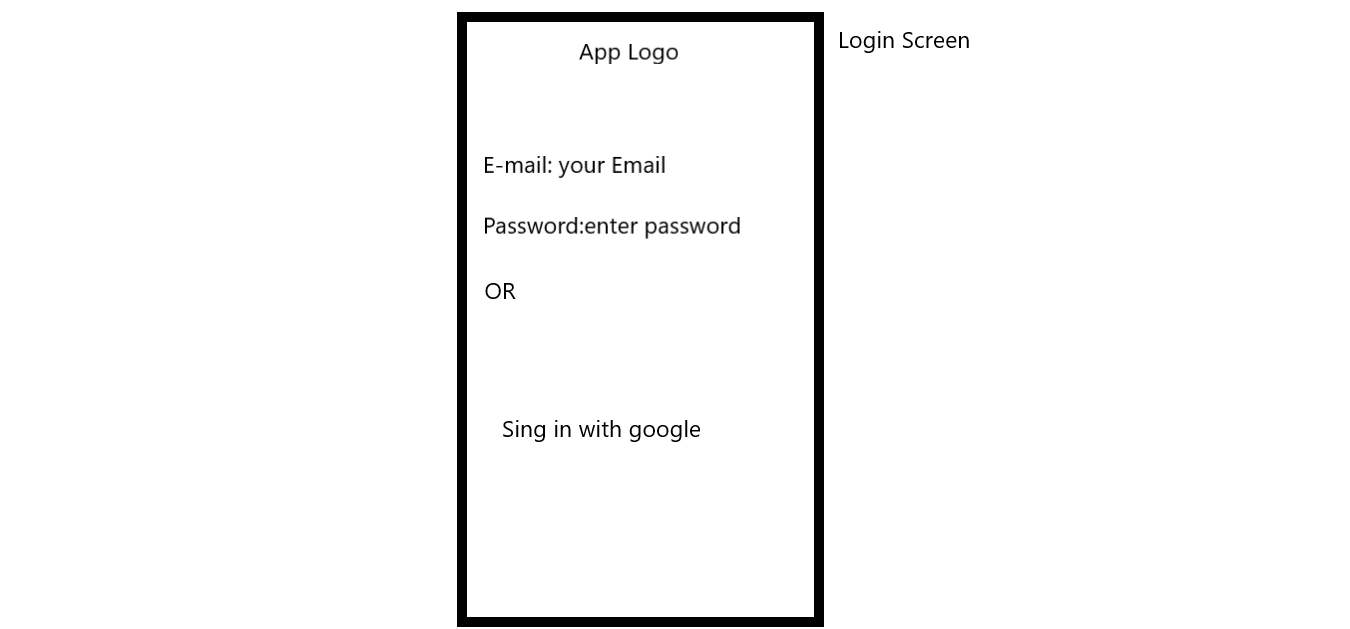 App Logo
Login Screen
E-mail: your Email
Password:enter password
OR
Sing in with google